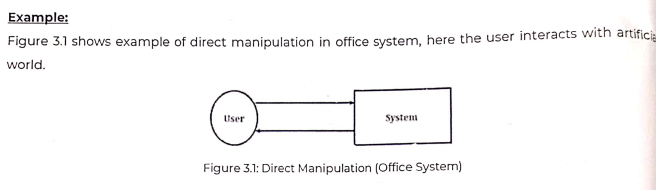 Example:
Figure 3.1 shows example of direct manipulation in office system, here the user interacts with artificia
world.
User
System
Figure 3.1: Direct Manipulation (Office System)